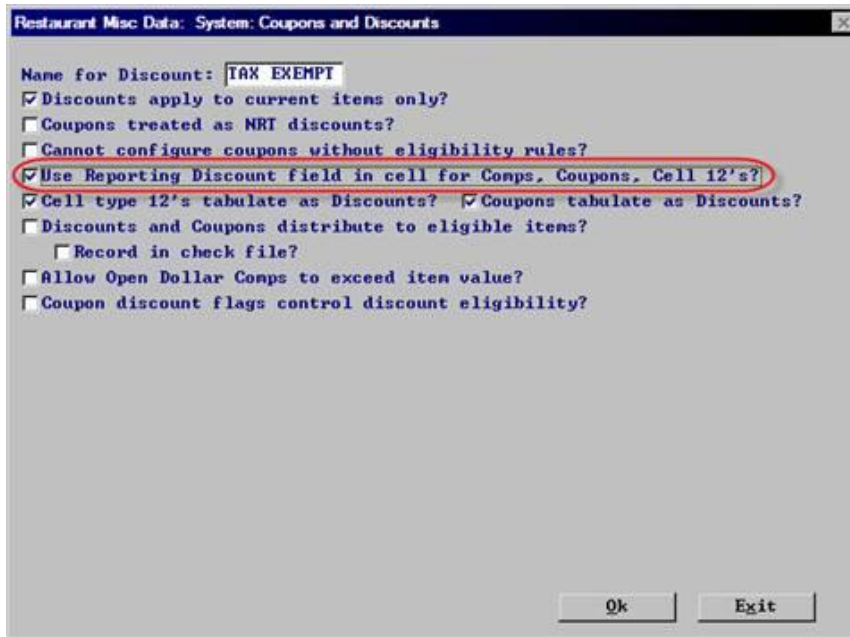 Restaurant Misc Data: System: Coupons and Discounts
Name for Discount: TAX EXEMPT
Discounts apply to current items only?
Coupons treated as NRT discounts?
Cannot configure coupons without eligibility rules?
Use Reporting Discount field in cell for Comps, Coupons, Cell 12's?
Cell type 12's tabulate as Discounts? Coupons tabulate as Discounts?
Discounts and Coupons distribute to eligible items?
Record in check file?
Allow Open Dollar Comps to exceed item value?
Coupon discount flags control discount eligibility?
Ok Exit